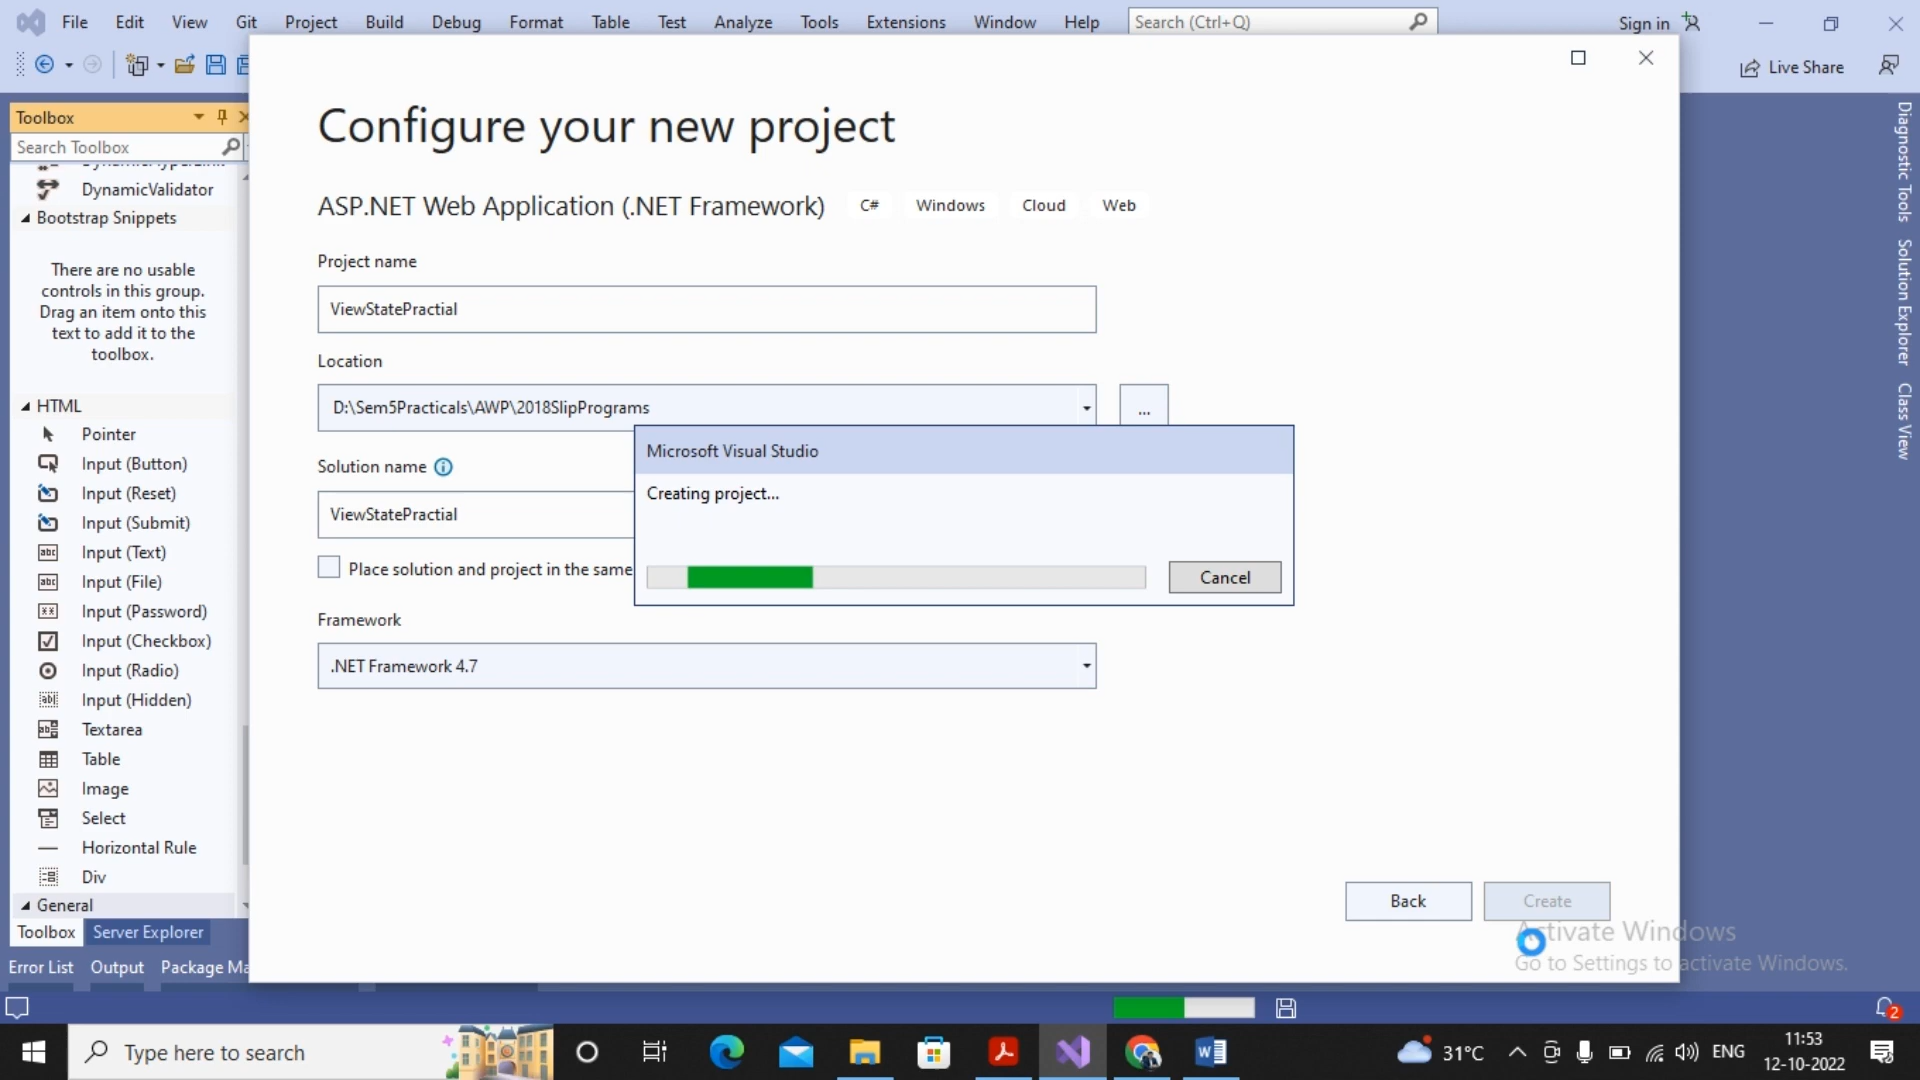 File Edit View Git Project Build Debug Format Table Test Analyze Tools Extensions Window Help Search (Ctrl+Q) Sign in
Live Share
Toolbox
Search Toolbox
DynamicValidator
Bootstrap Snippets
There are no usable
controls in this group.
Drag an item onto this
text to add it to the
toolbox.
HTML
Pointer
Input (Button)
Input (Reset)
Input (Submit)
Input (Text)
Input (File)
Input (Password)
Input (Checkbox)
Input (Radio)
Input (Hidden)
Textarea
Table
Image
Select
Horizontal Rule
Div
General
Toolbox Server Explorer
Error List Output Package Ma
Configure your new project
ASP.NET Web Application (.NET Framework) C# Windows Cloud Web
Project name
ViewStatePractial
Location
D:\Sem5Practicals\AWP\2018SlipPrograms
...
Solution name
ViewStatePractial
Place solution and project in the same
Framework
.NET Framework 4.7
Microsoft Visual Studio
Creating project...
Cancel
Back Create
Activate Windows
Go to Settings to activate Windows.
Diagnostic Tools
Solution Explorer
Class View
2
Type here to search
31°C
ENG
11:53
12-10-2022